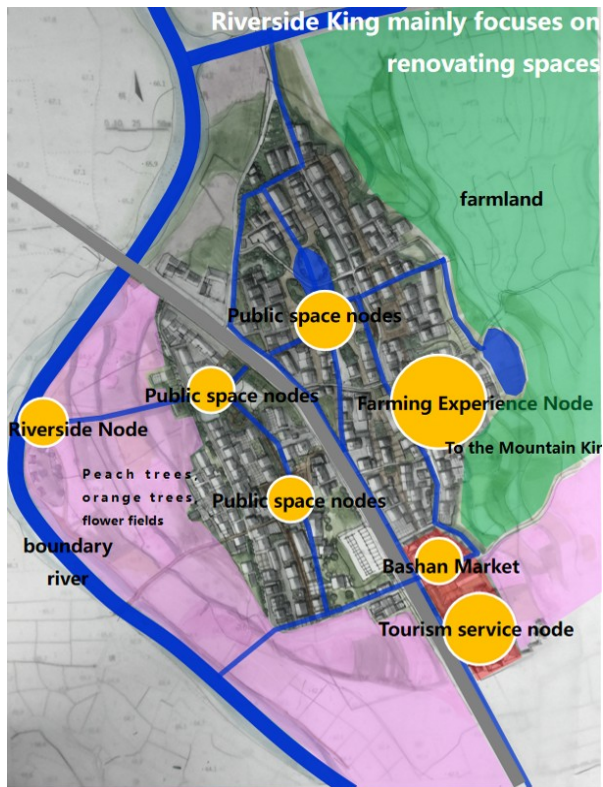 Riverside King mainly focuses on
renovating spaces
farmland
Public space nodes
Public space nodes
Farming Experience Node
Riverside Node
To the Mountain Kin
Peach trees,
orange trees,
flower fields
Public space nodes
boundary
river
Bashan Market
Tourism service node